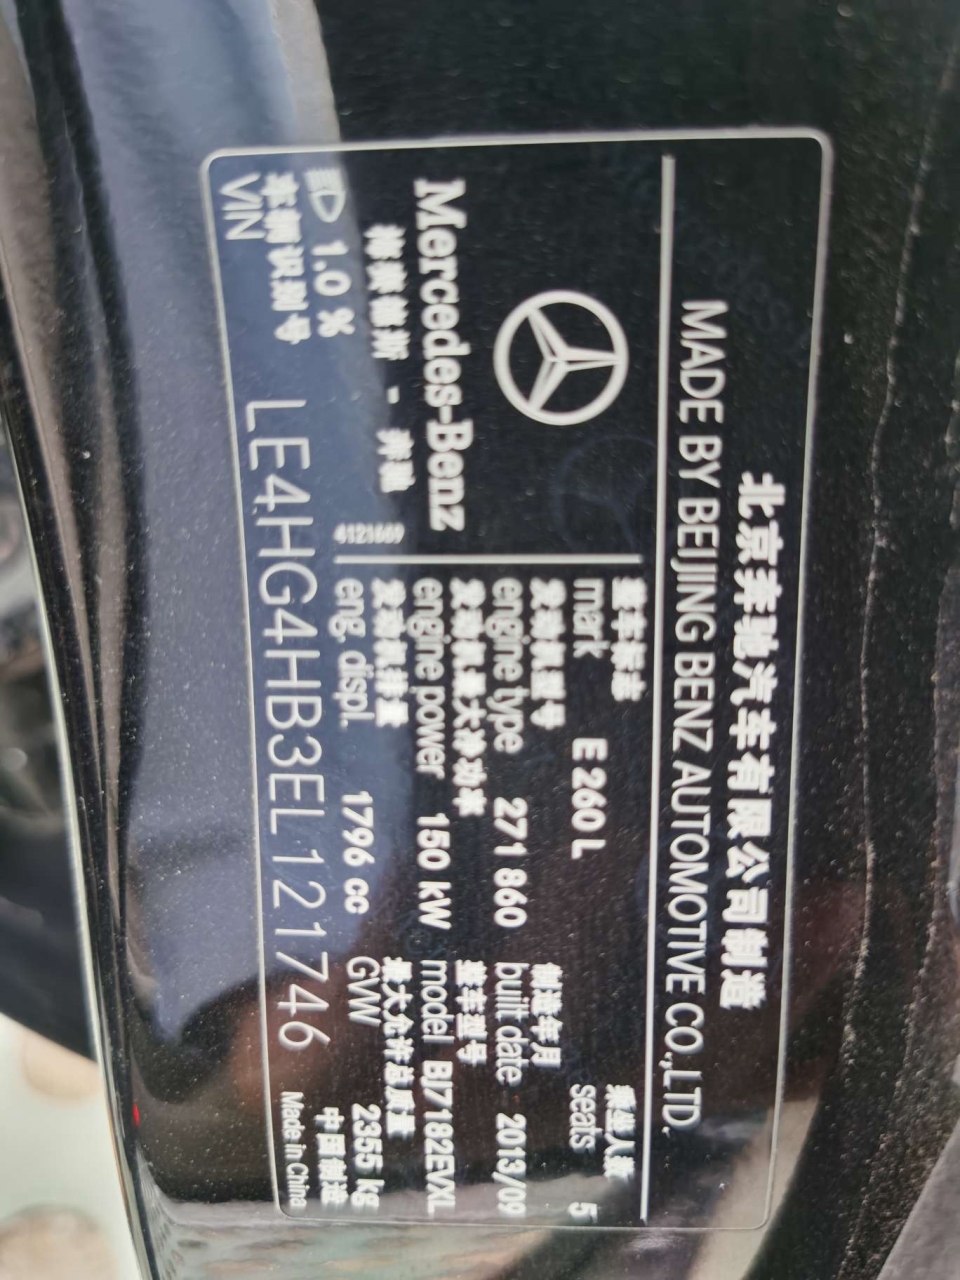 北京奔驰汽车有限公司制造
MADE BY BEIJING BENZ AUTOMOTIVE CO.,LTD.
Mercedes-Benz
梅赛德斯 - 奔驰
4121669
整车标志
mark E 260 L
乘坐人数
seats 5
发动机型号
engine type 271 860
制造年月
built date 2013/09
发动机最大净功率
engine power 150 kW
整车型号
model BJ7182EVXL
发动机排量
eng. displ. 1796 cc
最大允许总质量
GVW 2355 kg
1.0 %
车辆识别号
VIN LE4HG4HB3EL121746
中国制造
Made in China